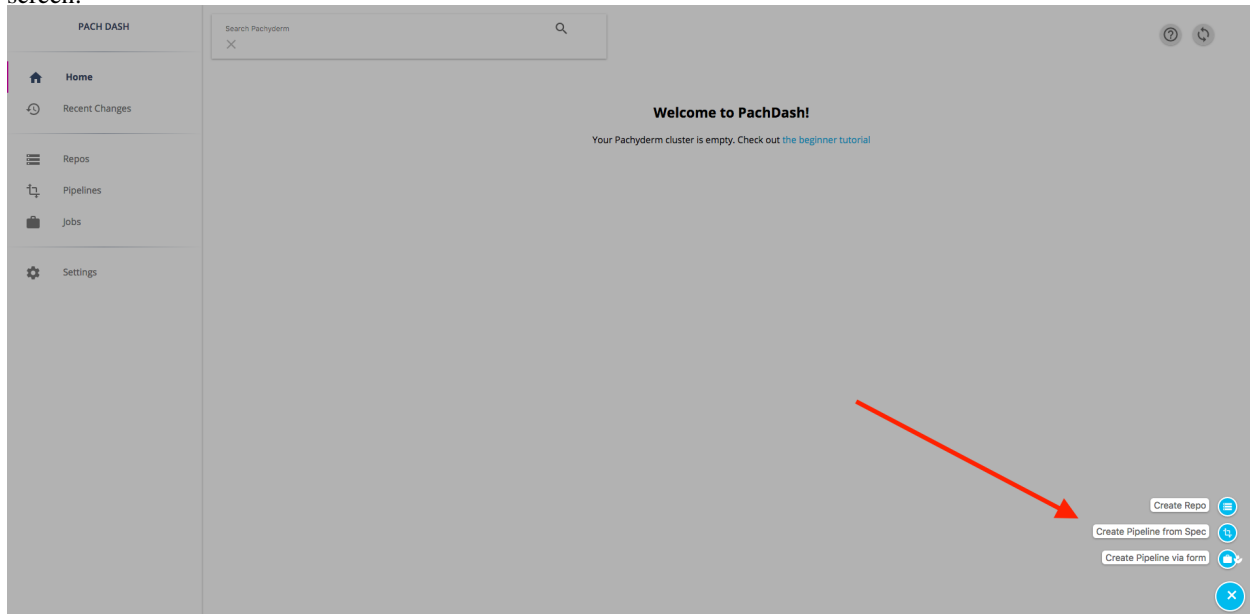 screen.
PACH DASH
Search Pachyderm
Home
Recent Changes
Welcome to PachDash!
Your Pachyderm cluster is empty. Check out the beginner tutorial
Repos
Pipelines
Jobs
Settings
Create Repo
Create Pipeline from Spec
Create Pipeline via form